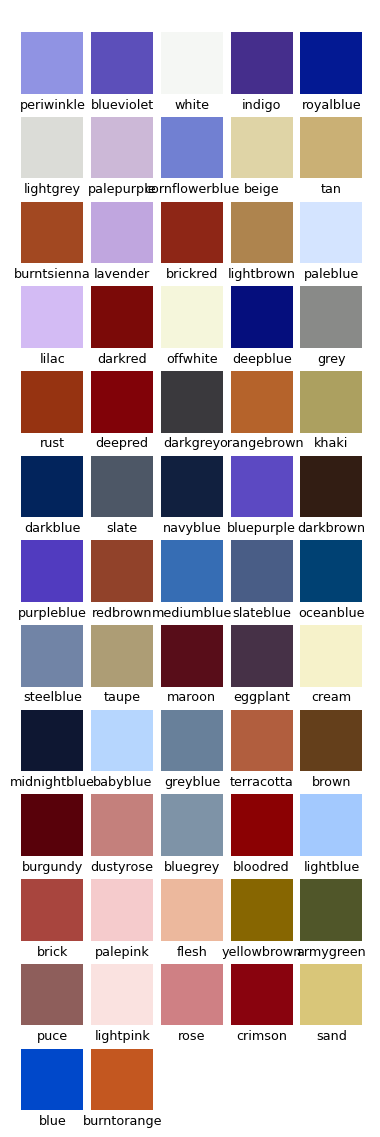 periwinkle blueviolet white indigo royalblue
lightgrey palepurple cornflowerblue beige tan
burntsienna lavender brickred lightbrown paleblue
lilac darkred offwhite deepblue grey
rust deepred darkgrey orangebrown khaki
darkblue slate navyblue bluepurple darkbrown
purpleblue redbrown mediumblue slateblue oceanblue
steelblue taupe maroon eggplant cream
midnightblue babyblue greyblue terracotta brown
burgundy dustyrose bluegrey bloodred lightblue
brick palepink flesh yellowbrown armygreen
puce lightpink rose crimson sand
blue burntorange